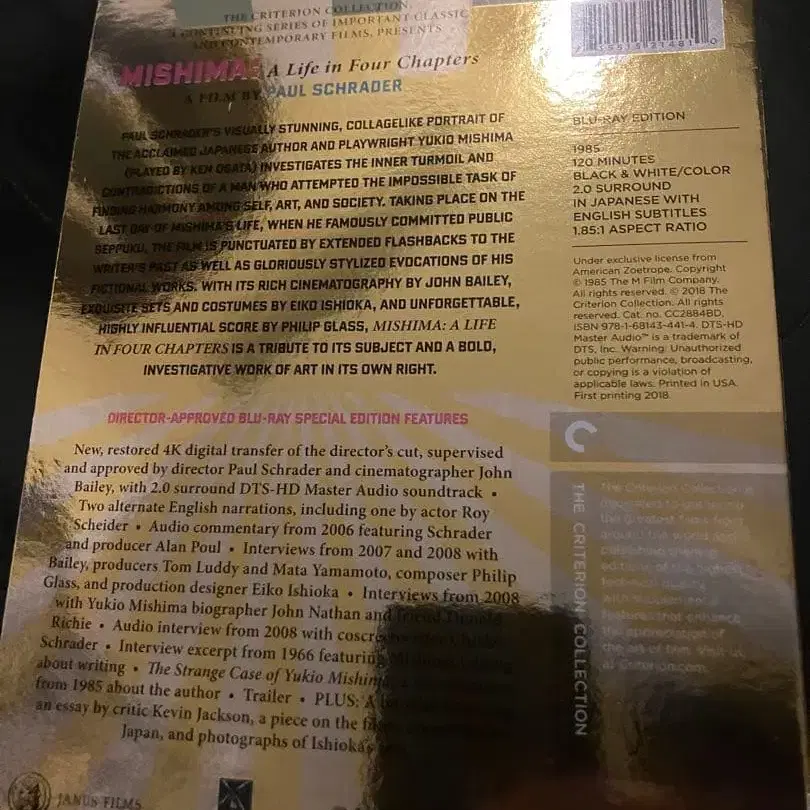 THE CRITERION COLLECTION,
A CONTINUING SERIES OF IMPORTANT CLASSIC
AND CONTEMPORARY FILMS, PRESENTS
MISHIMA: A Life in Four Chapters
A FILM BY PAUL SCHRADER
PAUL SCHRADER'S VISUALLY STUNNING, COLLAGELIKE PORTRAIT OF
THE ACCLAIMED JAPANESE AUTHOR AND PLAYWRIGHT YUKIO MISHIMA
(PLAYED BY KEN OGATA) INVESTIGATES THE INNER TURMOIL AND
CONTRADICTIONS OF A MAN WHO ATTEMPTED THE IMPOSSIBLE TASK OF
FINDING HARMONY AMONG SELF, ART, AND SOCIETY. TAKING PLACE ON THE
LAST DAY OF MISHIMA'S LIFE, WHEN HE FAMOUSLY COMMITTED PUBLIC
SEPPUKU, THE FILM IS PUNCTUATED BY EXTENDED FLASHBACKS TO THE
WRITER'S PAST AS WELL AS GLORIOUSLY STYLIZED EVOCATIONS OF HIS
FICTIONAL WORKS. WITH ITS RICH CINEMATOGRAPHY BY JOHN BAILEY,
EXQUISITE SETS AND COSTUMES BY EIKO ISHIOKA, AND UNFORGETTABLE,
HIGHLY INFLUENTIAL SCORE BY PHILIP GLASS, MISHIMA: A LIFE
IN FOUR CHAPTERS IS A TRIBUTE TO ITS SUBJECT AND A BOLD,
INVESTIGATIVE WORK OF ART IN ITS OWN RIGHT.
DIRECTOR-APPROVED BLU-RAY SPECIAL EDITION FEATURES
New, restored 4K digital transfer of the director's cut, supervised
and approved by director Paul Schrader and cinematographer John
Bailey, with 2.0 surround DTS-HD Master Audio soundtrack •
Two alternate English narrations, including one by actor Roy
Scheider • Audio commentary from 2006 featuring Schrader
and producer Alan Poul • Interviews from 2007 and 2008 with
Bailey, producers Tom Luddy and Mata Yamamoto, composer Philip
Glass, and production designer Eiko Ishioka • Interviews from 2008
with Yukio Mishima biographer John Nathan and friend Donald
Richie • Audio interview from 2008 with
Schrader • Interview excerpt from 1966 featuring
about writing • The Strange Case of Yukio
from 1985 about the author • Trailer • PLUS: A
an essay by critic Kevin Jackson, a piece on the
Japan, and photographs of Ishioka's
JANUS FILMS
BLU-RAY EDITION
1985
120 MINUTES
BLACK & WHITE/COLOR
2.0 SURROUND
IN JAPANESE WITH
ENGLISH SUBTITLES
1.85:1 ASPECT RATIO
Under exclusive license from
American Zoetrope. Copyright
© 1985 The M Film Company.
All rights reserved. © 2018 The
Criterion Collection. All rights
reserved. Cat. no. CC2884BD.
ISBN 978-1-68143-441-4. DTS-HD
Master Audio™ is a trademark of
DTS, Inc. Warning: Unauthorized
public performance, broadcasting,
or copying is a violation of
applicable laws. Printed in USA.
First printing 2018.
THE CRITERION COLLECTION